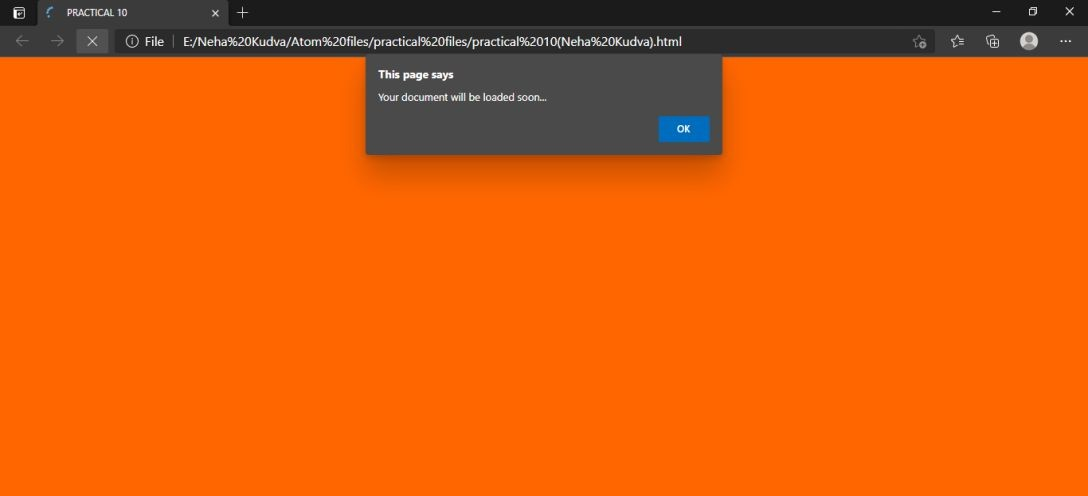 PRACTICAL 10
File
E:/Neha%20Kudva/Atom%20files/practical%20files/practical%2010(Neha%20Kudva).html
This page says
Your document will be loaded soon...
OK